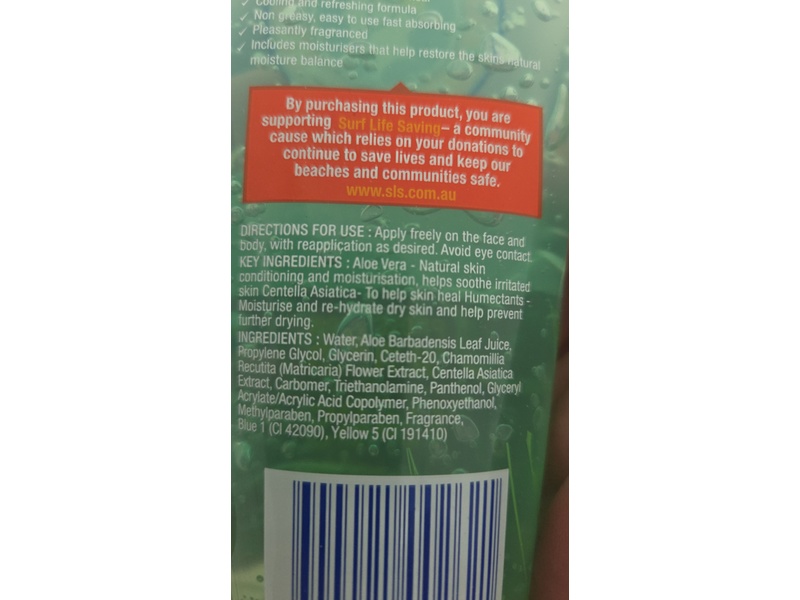 ✓ Cooling and refreshing formula
✓ Non greasy, easy to use fast absorbing
✓ Pleasantly fragranced
✓ Includes moisturisers that help restore the skins natural
moisture balance
By purchasing this product, you are
supporting Surf Life Saving – a community
cause which relies on your donations to
continue to save lives and keep our
beaches and communities safe.
www.sls.com.au
DIRECTIONS FOR USE : Apply freely on the face and
body, with reapplication as desired. Avoid eye contact.
KEY INGREDIENTS : Aloe Vera - Natural skin
conditioning and moisturisation, helps soothe irritated
skin Centella Asiatica- To help skin heal Humectants -
Moisturise and re-hydrate dry skin and help prevent
further drying.
INGREDIENTS : Water, Aloe Barbadensis Leaf Juice,
Propylene Glycol, Glycerin, Ceteth-20, Chamomillia
Recutita (Matricaria) Flower Extract, Centella Asiatica
Extract, Carbomer, Triethanolamine, Panthenol, Glyceryl
Acrylate/Acrylic Acid Copolymer, Phenoxyethanol,
Methylparaben, Propylparaben, Fragrance,
Blue 1 (CI 42090), Yellow 5 (CI 191410)